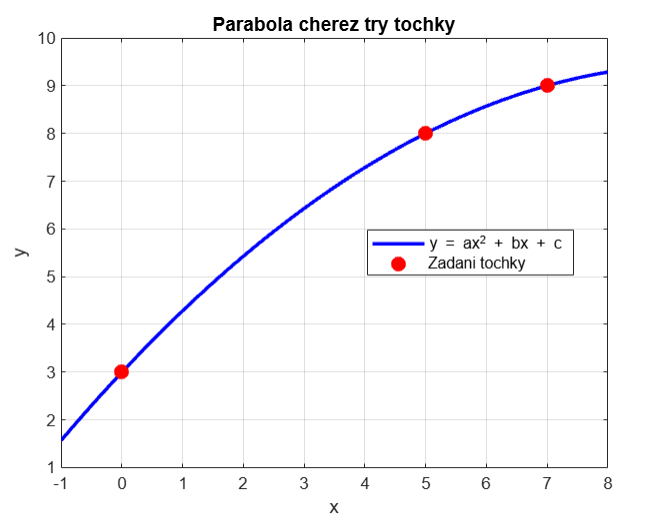 Parabola cherez try tochky
10
9
8
7
6
5
4
3
2
1
y
y = ax² + bx + c
Zadani tochky
-1 0 1 2 3 4 5 6 7 8
x